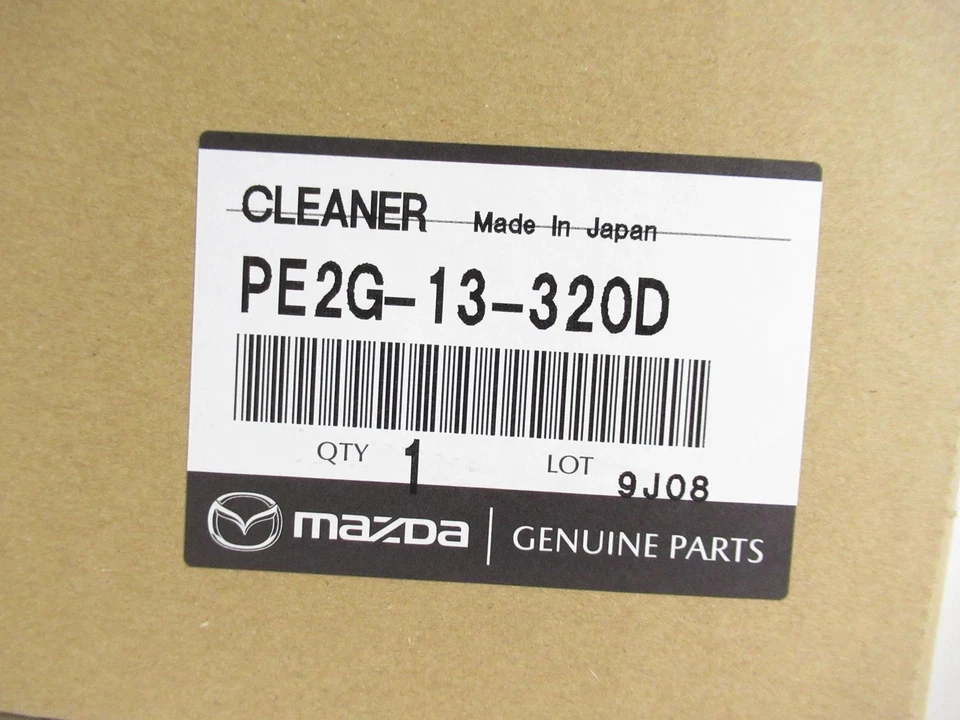 CLEANER Made In Japan
PE2G-13-320D
QTY 1 LOT 9J08
mazda GENUINE PARTS